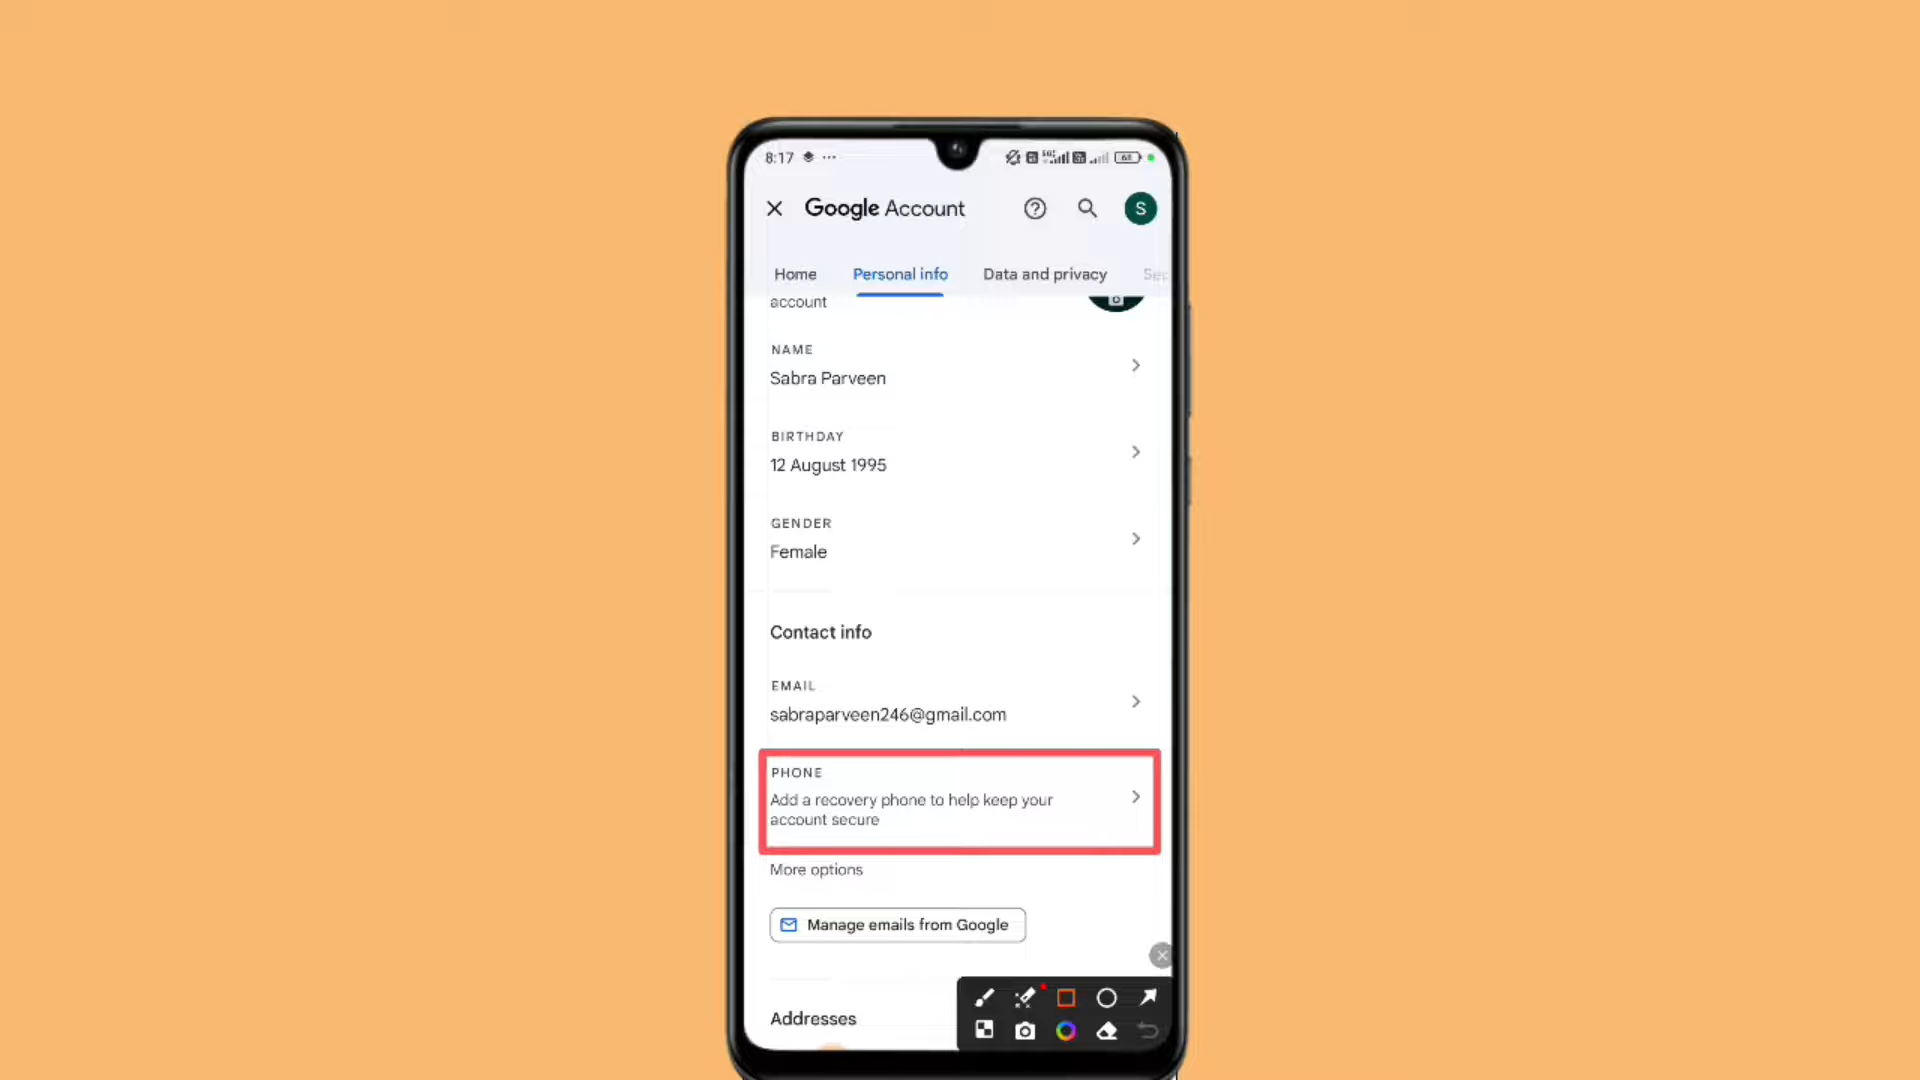 8:17
Google Account
S
Home Personal info Data and privacy
account
NAME
Sabra Parveen
BIRTHDAY
12 August 1995
GENDER
Female
Contact info
EMAIL
sabraparveen246@gmail.com
PHONE
Add a recovery phone to help keep your
account secure
More options
Manage emails from Google
Addresses